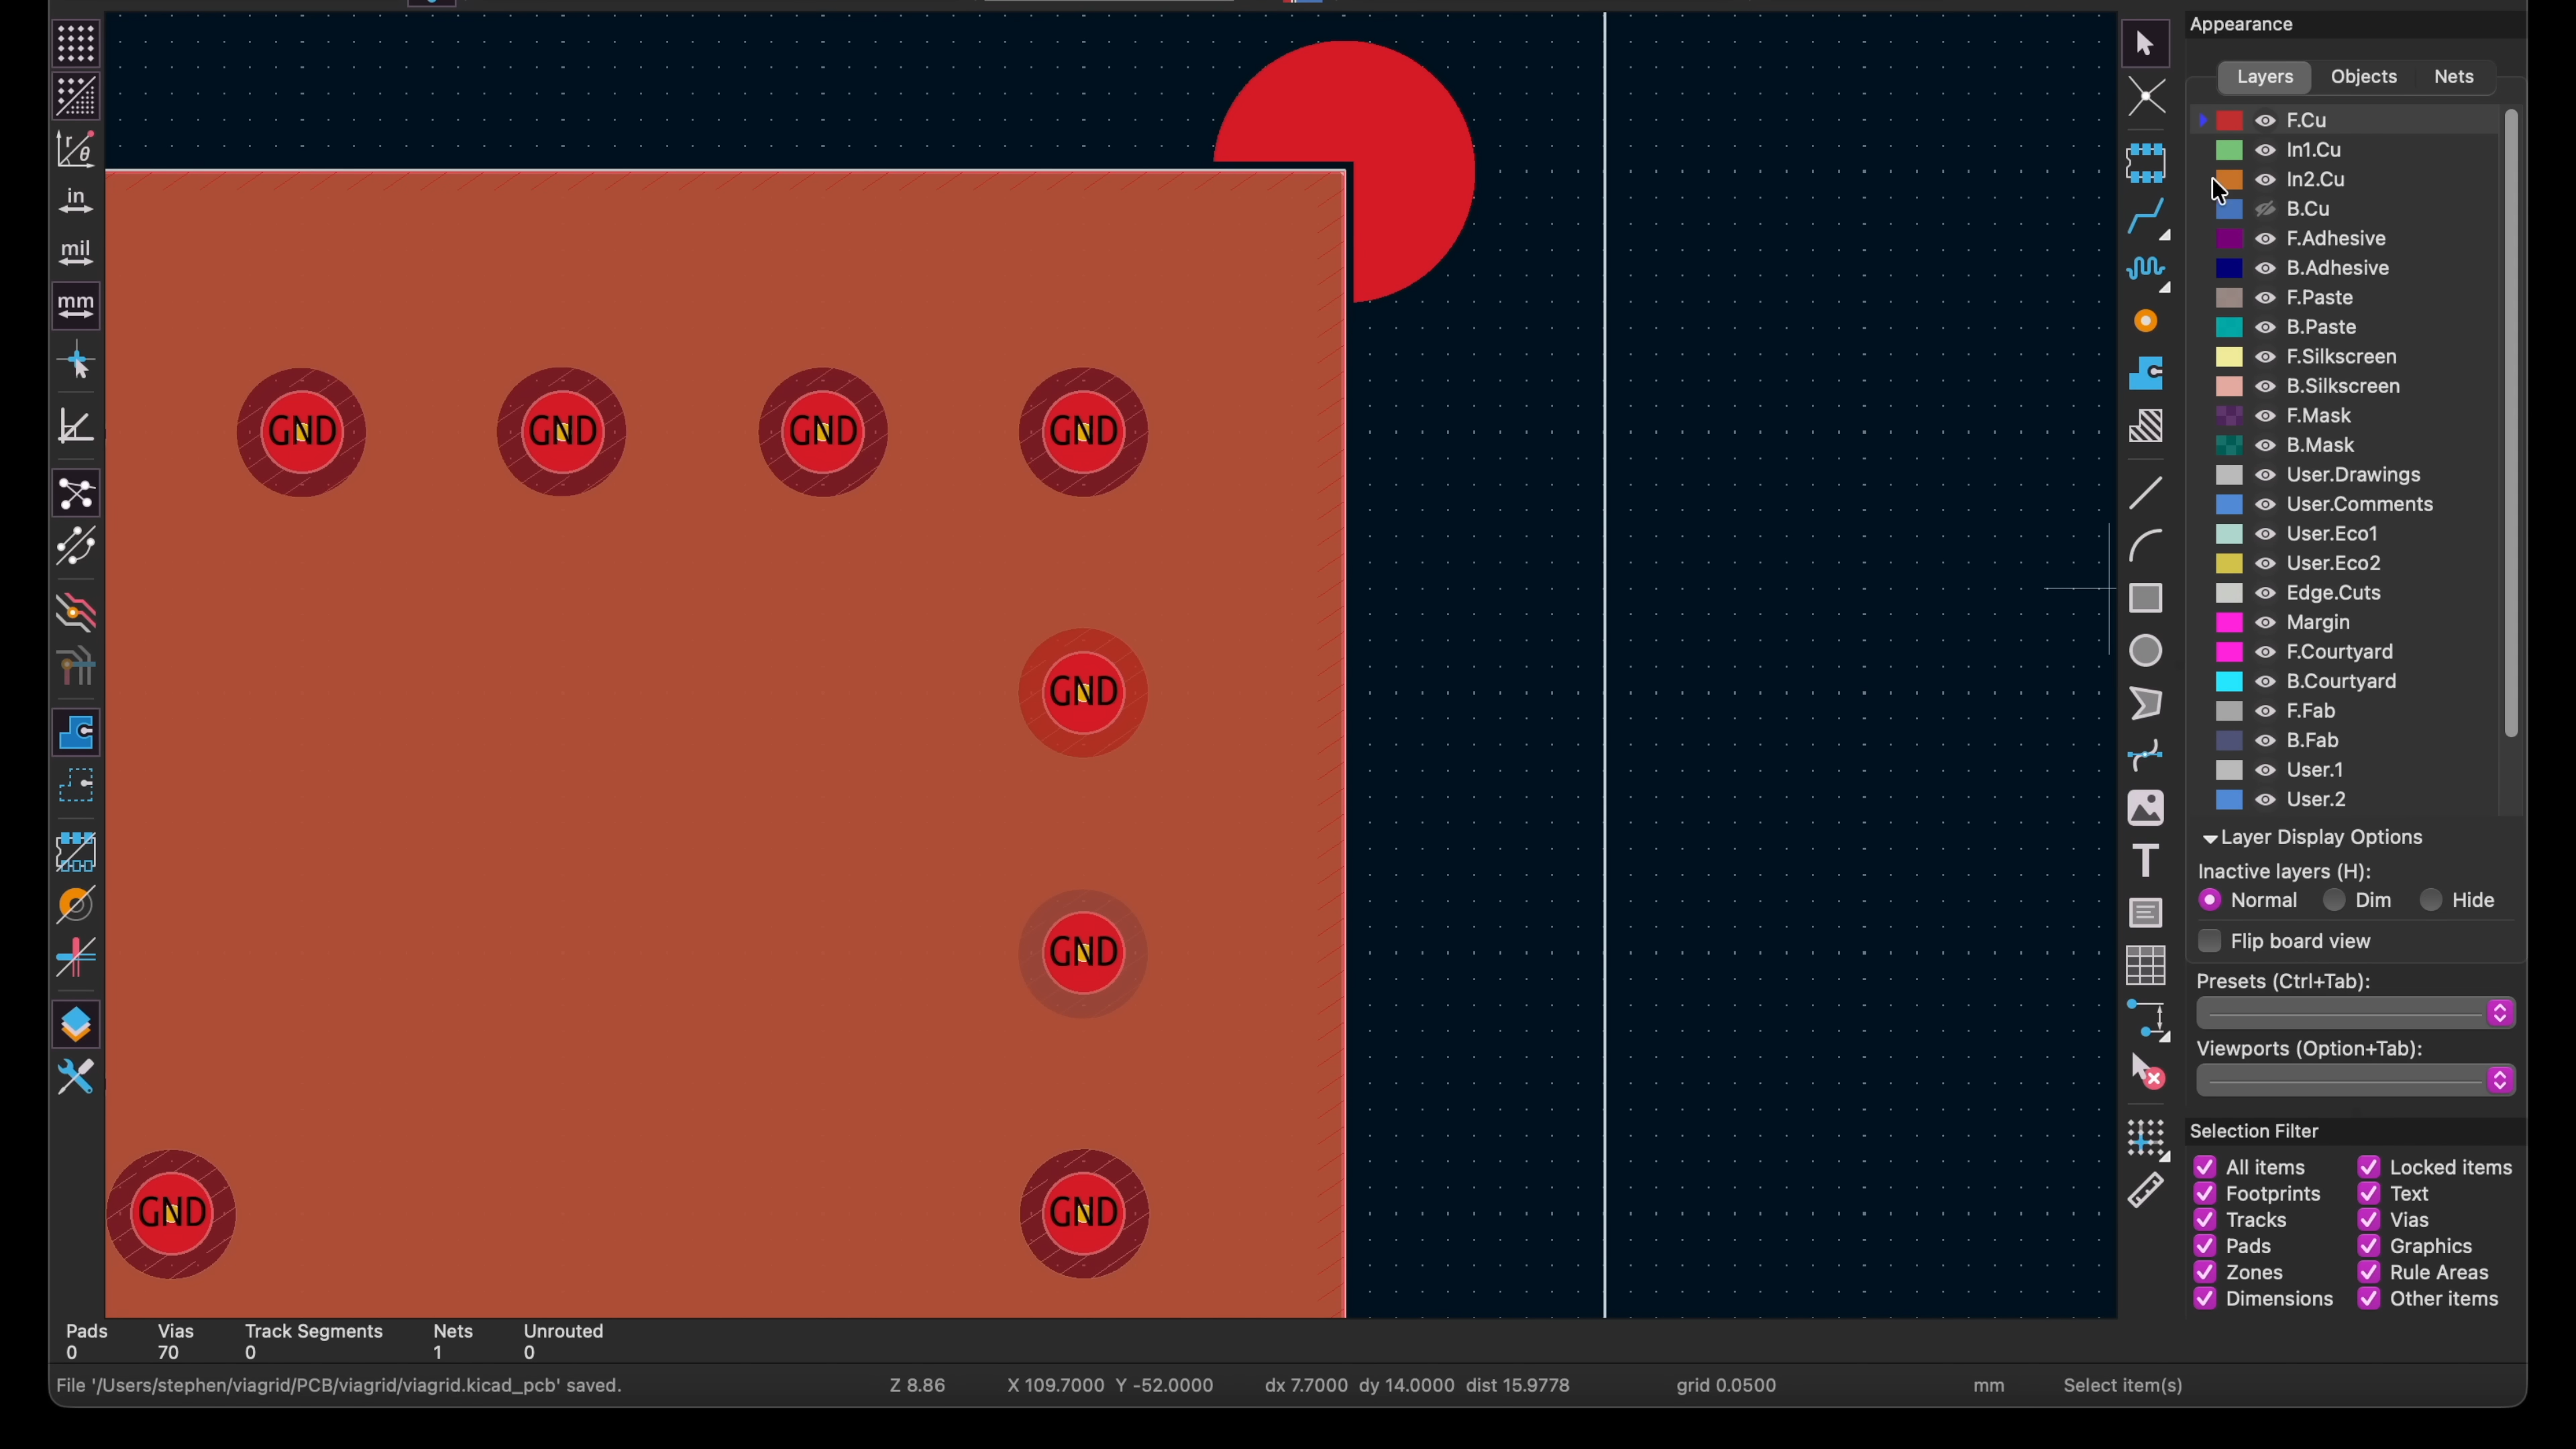 Appearance
Layers Objects Nets
F.Cu
In1.Cu
In2.Cu
B.Cu
F.Adhesive
B.Adhesive
F.Paste
B.Paste
F.Silkscreen
B.Silkscreen
F.Mask
B.Mask
User.Drawings
User.Comments
User.Eco1
User.Eco2
Edge.Cuts
Margin
F.Courtyard
B.Courtyard
F.Fab
B.Fab
User.1
User.2
Layer Display Options
Inactive layers (H):
Normal Dim Hide
Flip board view
Presets (Ctrl+Tab):
Viewports (Option+Tab):
Selection Filter
All items Locked items
Footprints Text
Tracks Vias
Pads Graphics
Zones Rule Areas
Dimensions Other items
r
θ
in
mil
mm
GND GND GND GND
GND
GND
GND GND
T
Pads Vias Track Segments Nets Unrouted
0 70 0 1 0
File '/Users/stephen/viagrid/PCB/viagrid/viagrid.kicad_pcb' saved. Z 8.86 X 109.7000 Y -52.0000 dx 7.7000 dy 14.0000 dist 15.9778 grid 0.0500 mm Select item(s)